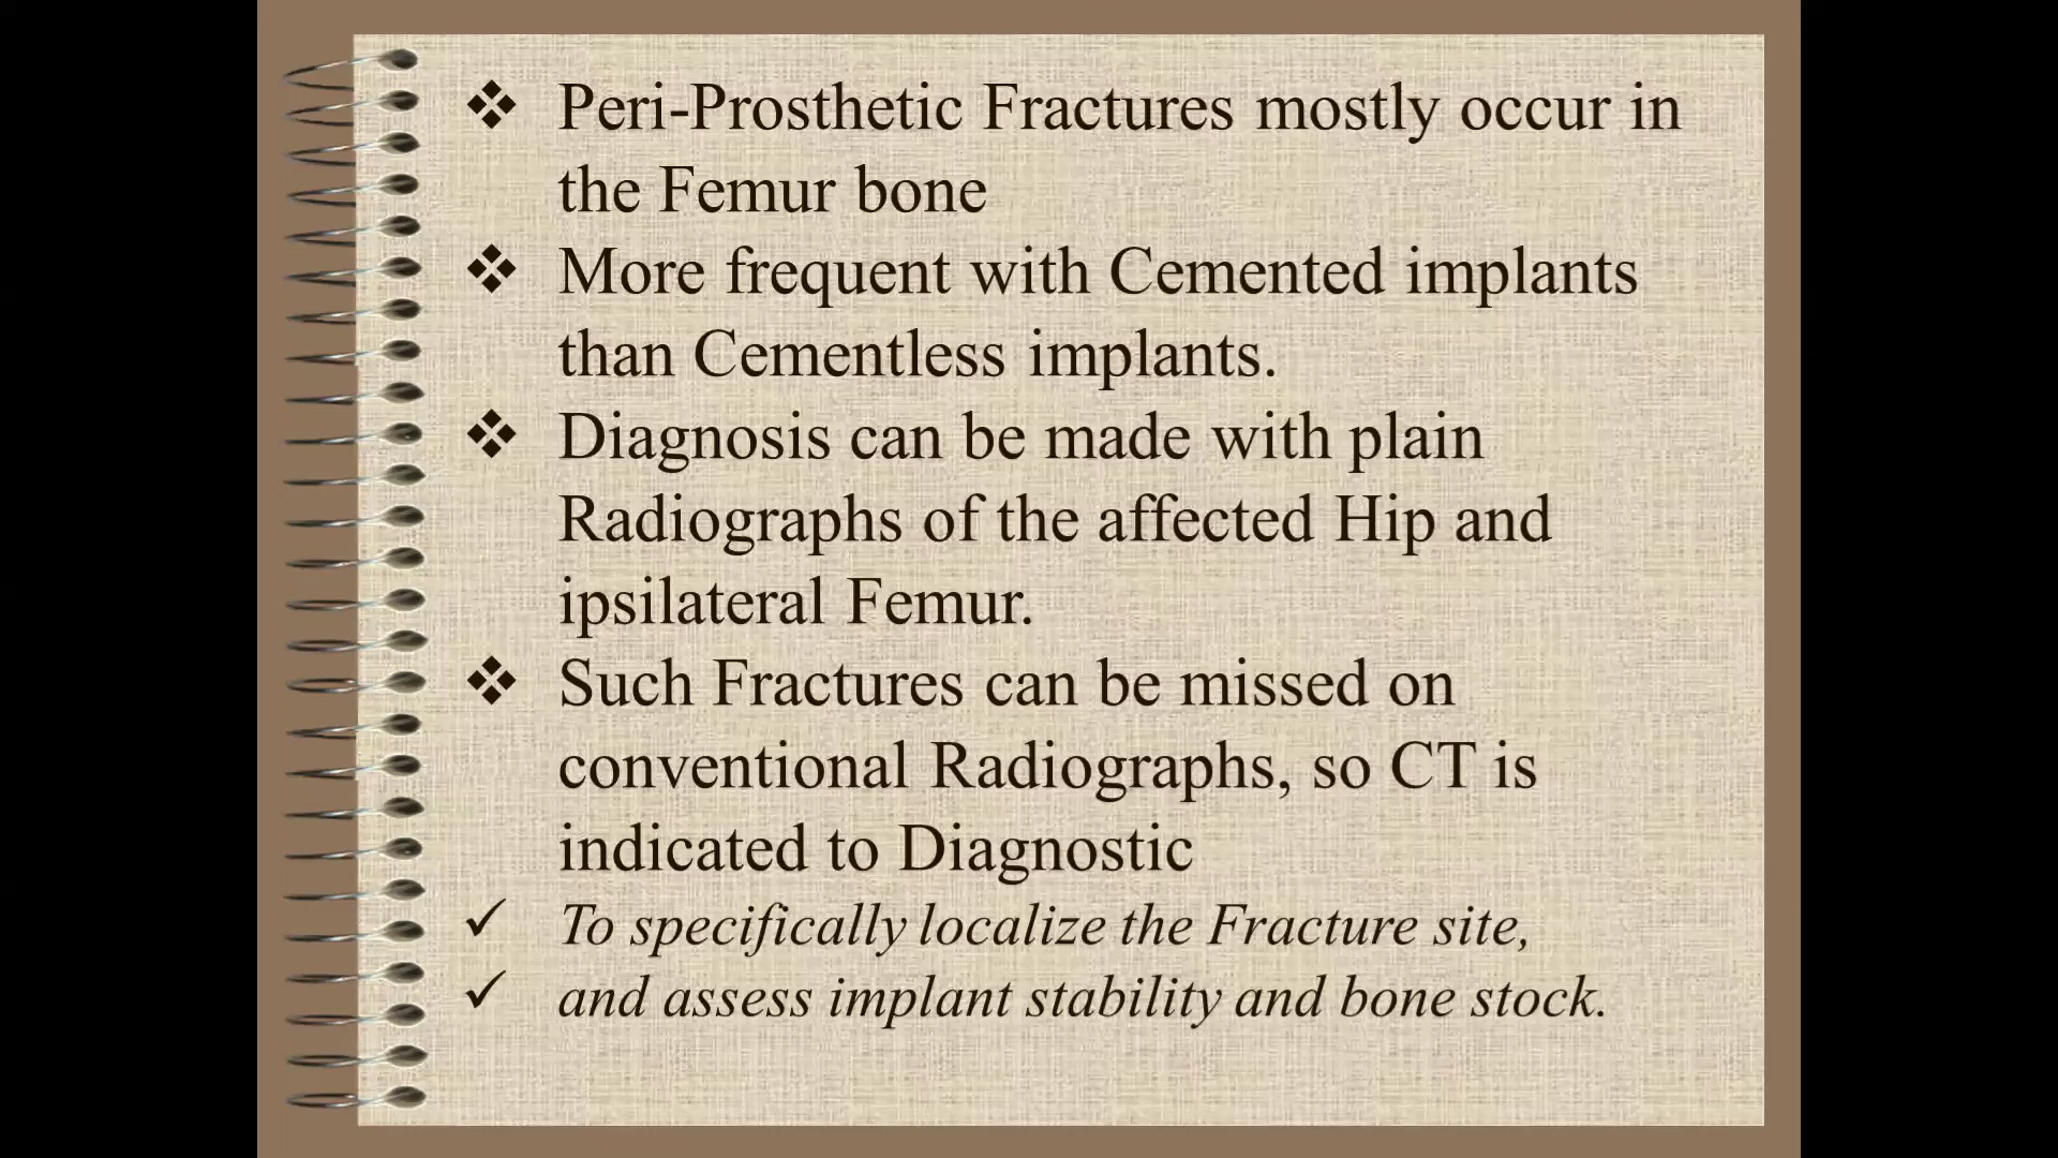 ❖ Peri-Prosthetic Fractures mostly occur in
the Femur bone
❖ More frequent with Cemented implants
than Cementless implants.
❖ Diagnosis can be made with plain
Radiographs of the affected Hip and
ipsilateral Femur.
❖ Such Fractures can be missed on
conventional Radiographs, so CT is
indicated to Diagnostic
✓ To specifically localize the Fracture site,
✓ and assess implant stability and bone stock.